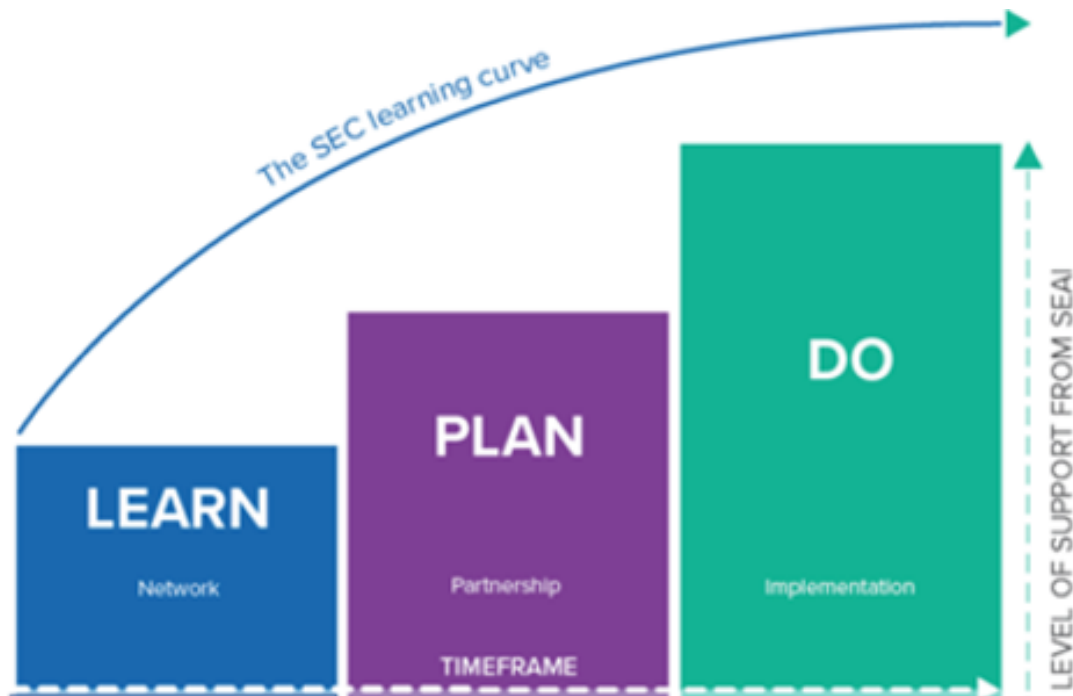 The SEC learning curve
LEARN
Network
PLAN
Partnership
TIMEFRAME
DO
Implementation
LEVEL OF SUPPORT FROM SEAI